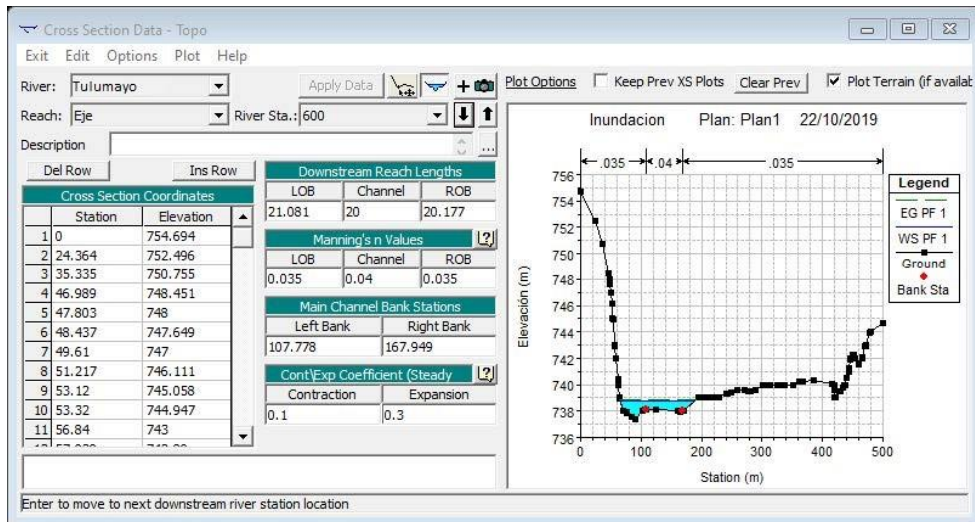 Cross Section Data - Topo
Exit Edit Options Plot Help
River: Tulumayo Apply Data
Reach: Eje River Sta.: 600
Description ...
Del Row Ins Row
Cross Section Coordinates
Station Elevation
1 0 754.694
2 24.364 752.496
3 35.335 750.755
4 46.989 748.451
5 47.803 748
6 48.437 747.649
7 49.61 747
8 51.217 746.111
9 53.12 745.058
10 53.32 744.947
11 56.84 743
Downstream Reach Lengths
LOB Channel ROB
21.081 20 20.177
Manning's n Values ?
LOB Channel ROB
0.035 0.04 0.035
Main Channel Bank Stations
Left Bank Right Bank
107.778 167.949
Cont\Exp Coefficient (Steady ?
Contraction Expansion
0.1 0.3
Plot Options Keep Prev XS Plots Clear Prev Plot Terrain (if availab
Inundacion Plan: Plan1 22/10/2019
.035 .04 .035
756
754
752
750
748
746
744
742
740
738
736
Elevación (m)
0 100 200 300 400 500
Station (m)
Legend
EG PF 1
WS PF 1
Ground
Bank Sta
Enter to move to next downstream river station location